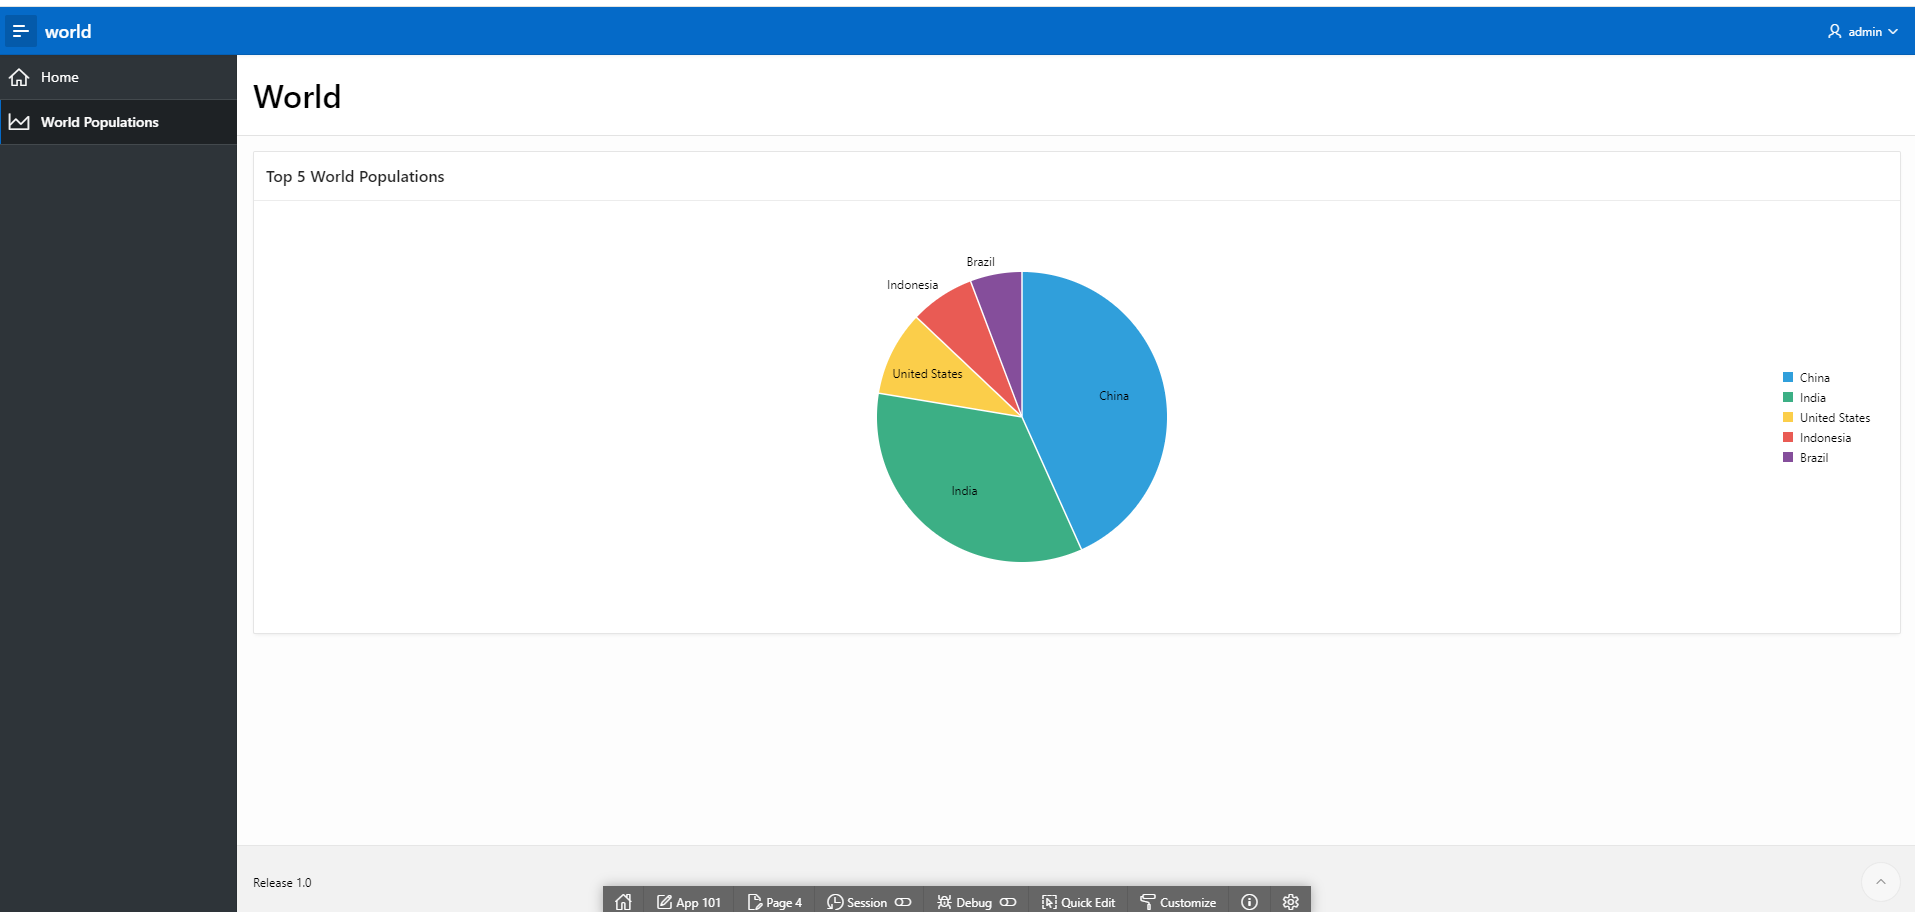 world
admin
Home
World Populations
World
Top 5 World Populations
Brazil
Indonesia
United States
China
India
China
India
United States
Indonesia
Brazil
Release 1.0
App 101 Page 4 Session Debug Quick Edit Customize